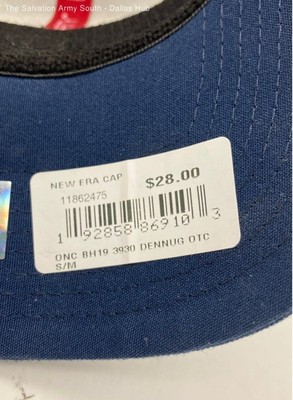 The Salvation Army South - Dallas Hub
NEW ERA CAP $28.00
11862475
1 92858 86910 3
ONC BH19 3930 DENNUG OTC
S/M